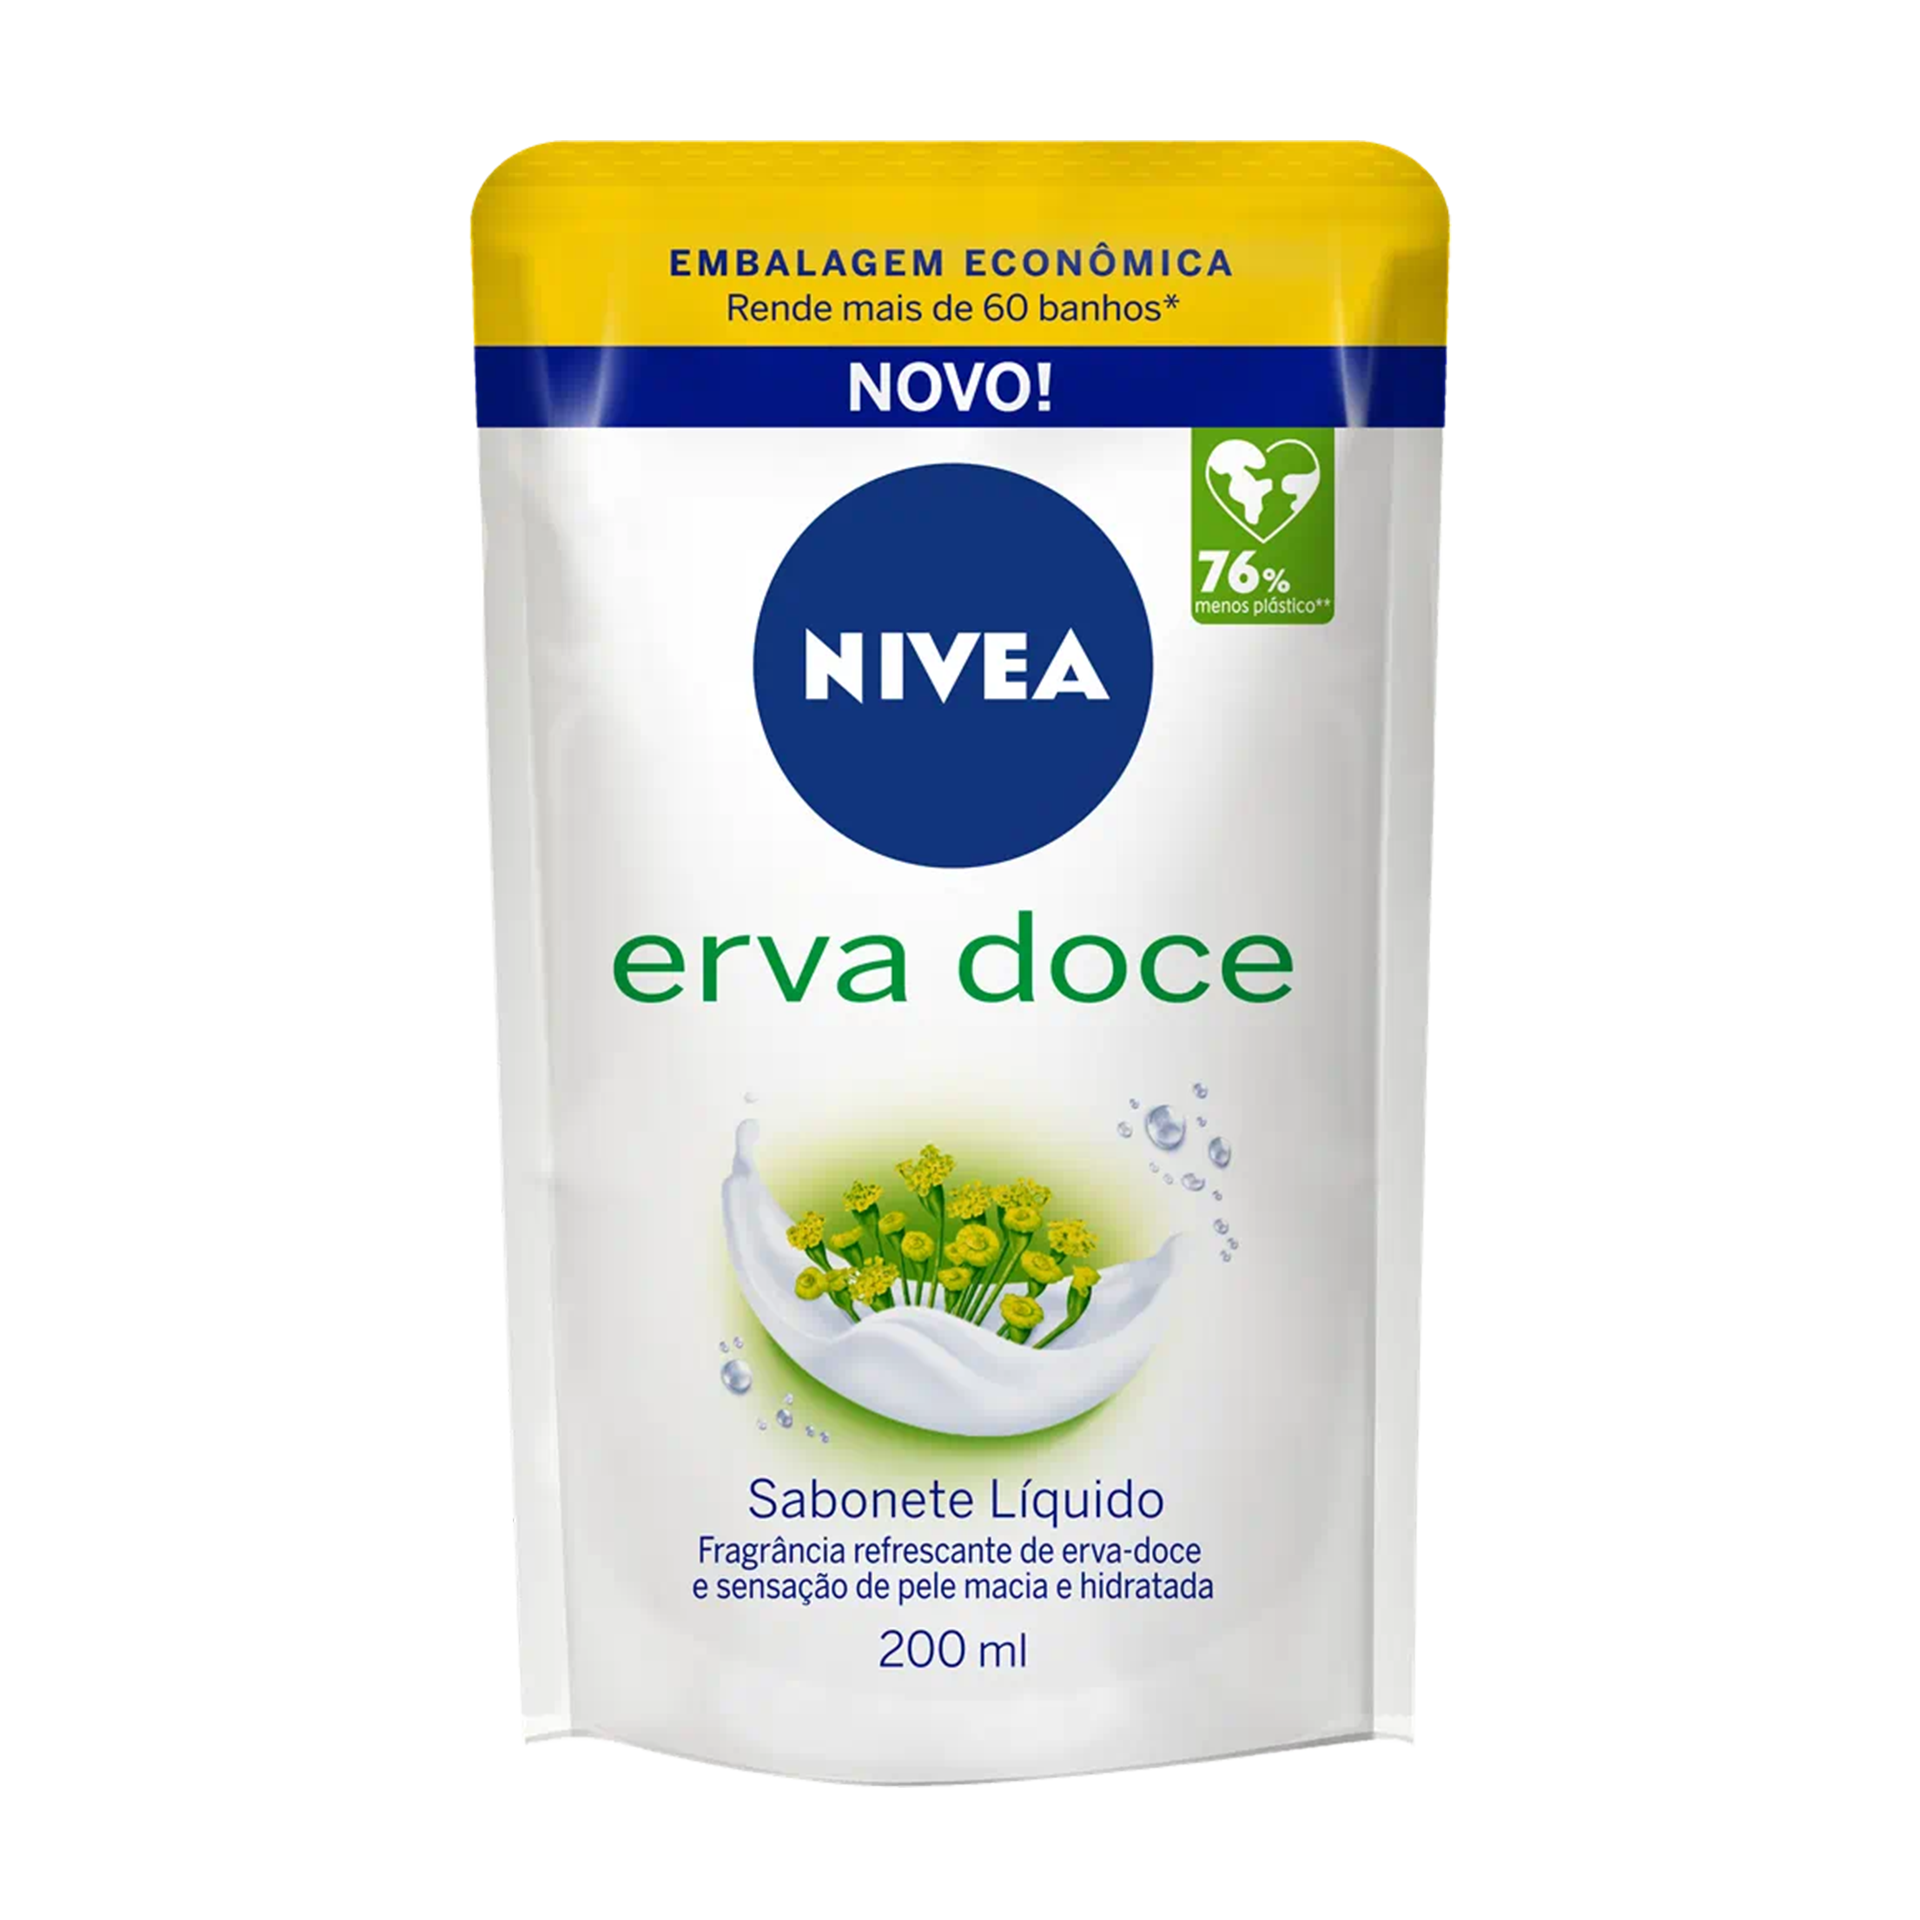 EMBALAGEM ECONÔMICA
Rende mais de 60 banhos*
NOVO!
76%
menos plástico**
NIVEA
erva doce
Sabonete Líquido
Fragrância refrescante de erva-doce
e sensação de pele macia e hidratada
200 ml